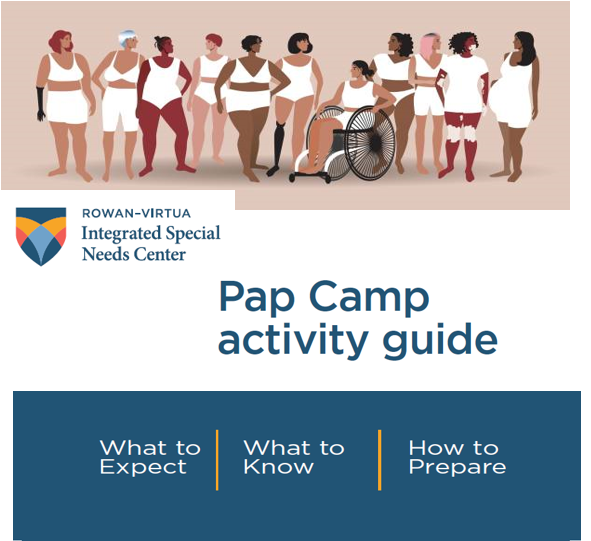 ROWAN–VIRTUA
Integrated Special
Needs Center
Pap Camp
activity guide
What to
Expect
What to
Know
How to
Prepare